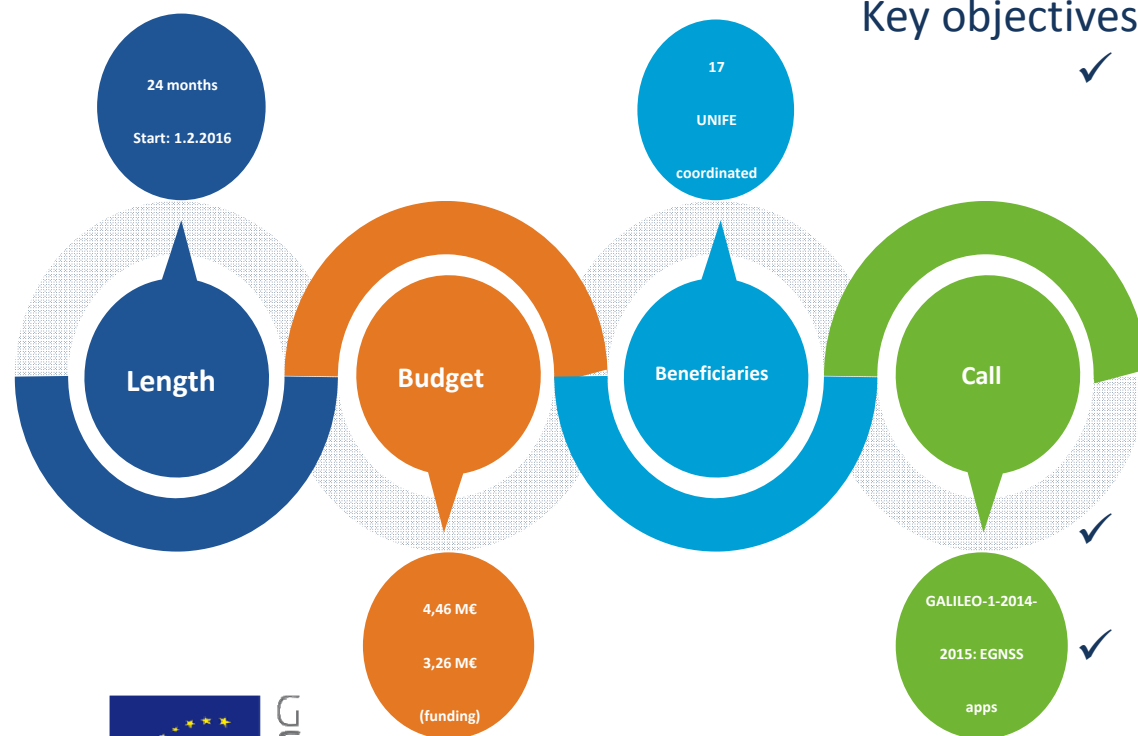 Key objectives
24 months
Start: 1.2.2016
17
UNIFE
coordinated
Length
Budget
Beneficiaries
Call
4,46 M€
3,26 M€
(funding)
GALILEO-1-2014-
2015: EGNSS
apps